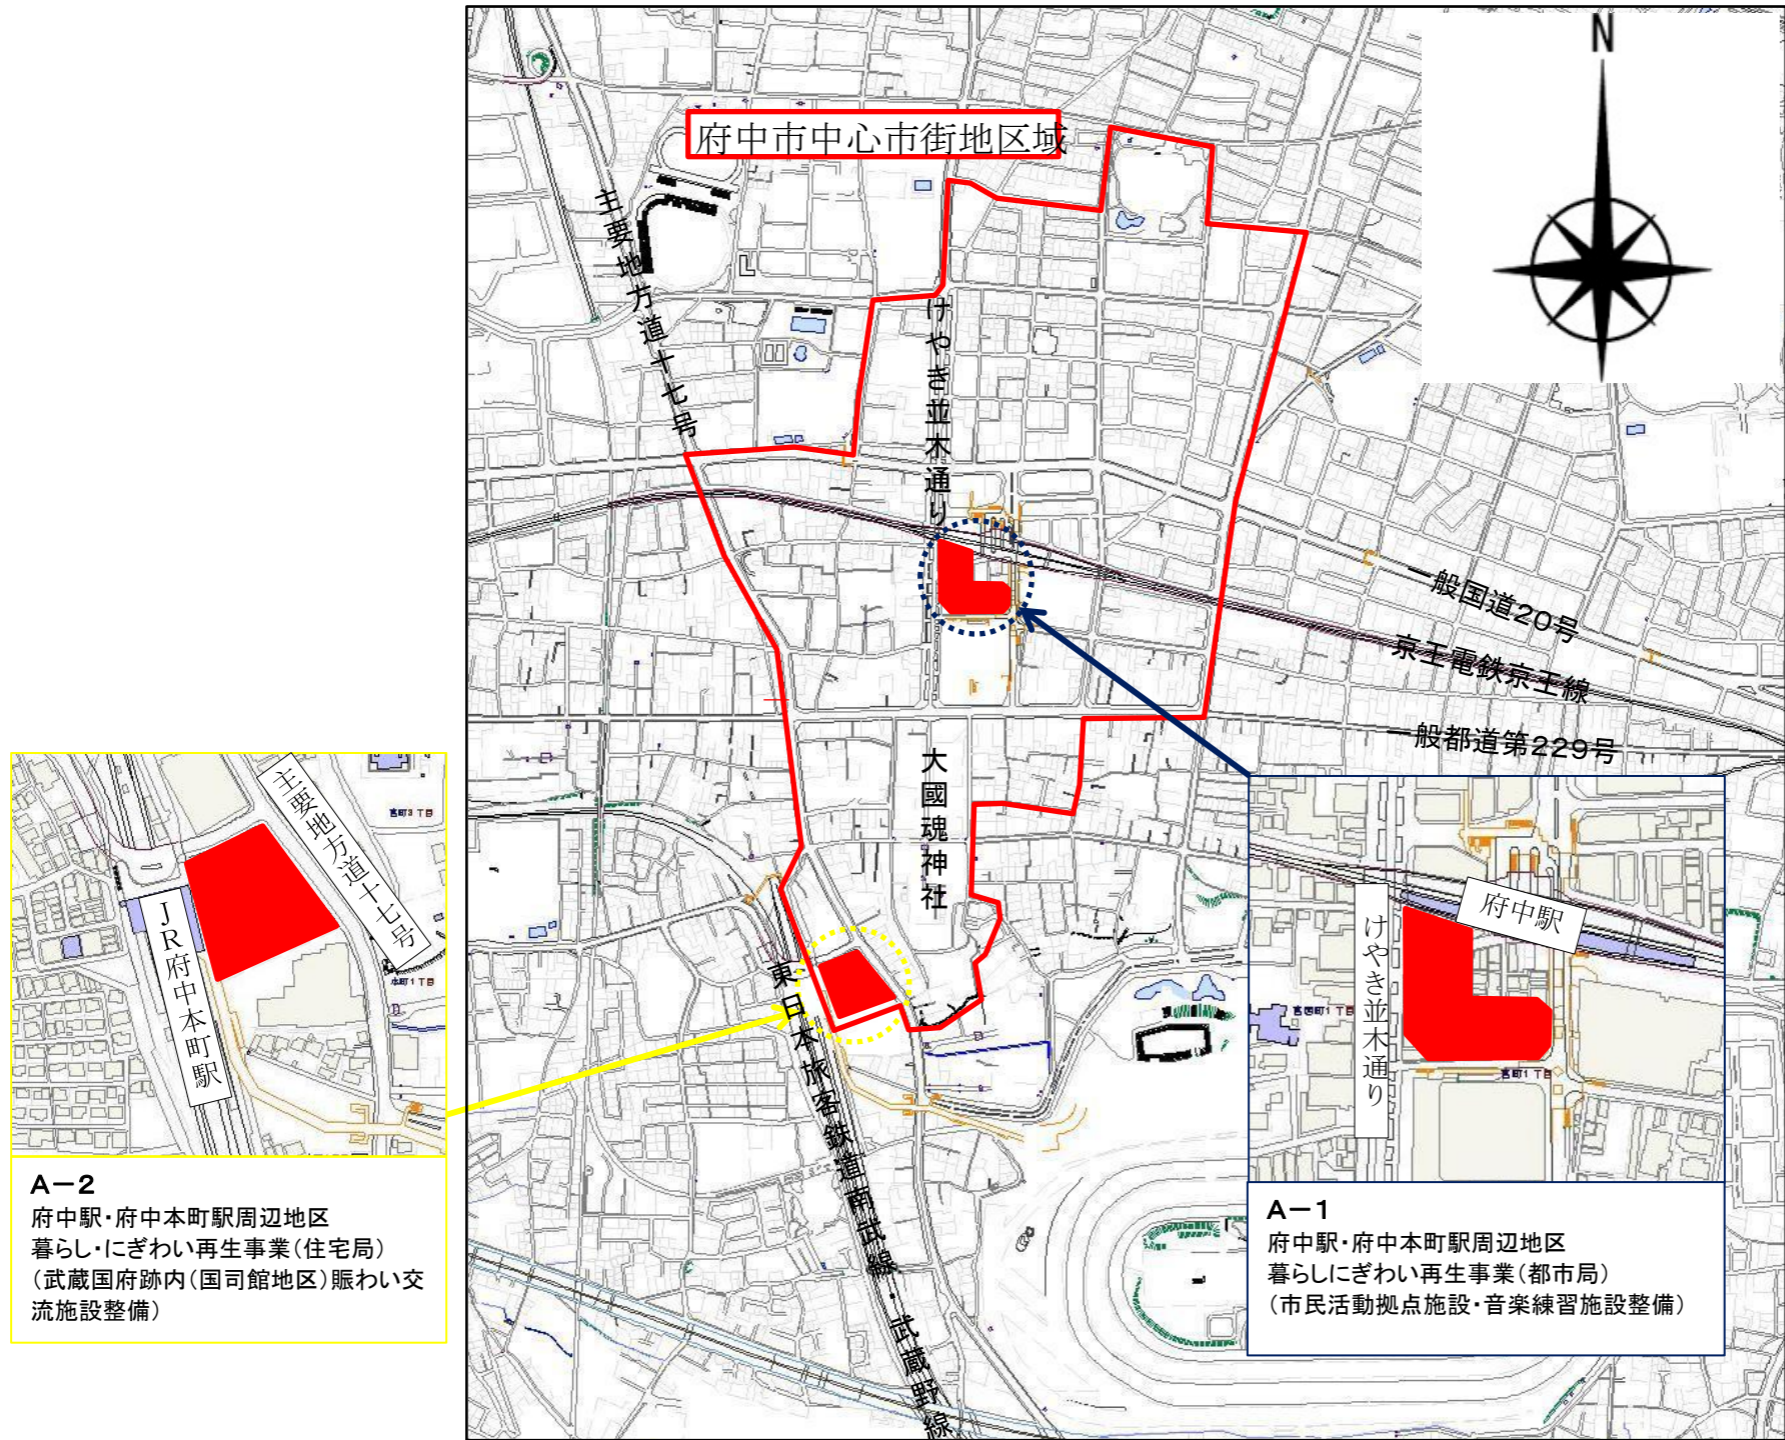 N
府中市中心市街地区域
主要地方道十七号
けやき並木通り
一般国道20号
京王電鉄京王線
一般都道第229号
大國魂神社
東日本旅客鉄道南武線・武蔵野線
主要地方道十七号
宮町3丁目
JR府中本町駅
本町1丁目
A-2
府中駅・府中本町駅周辺地区
暮らし・にぎわい再生事業(住宅局)
(武蔵国府跡内(国司館地区)賑わい交
流施設整備)
府中駅
けやき並木通り
宮西町1丁目
宮町1丁目
A-1
府中駅・府中本町駅周辺地区
暮らしにぎわい再生事業(都市局)
(市民活動拠点施設・音楽練習施設整備)